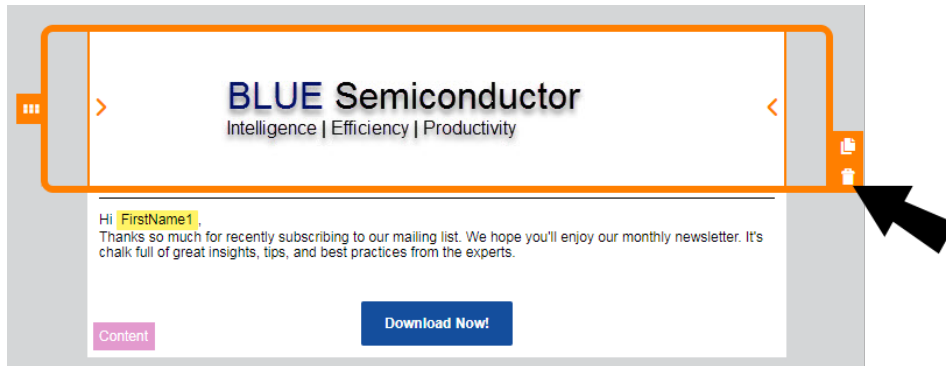 BLUE Semiconductor
Intelligence | Efficiency | Productivity
Hi FirstName1 ,
Thanks so much for recently subscribing to our mailing list. We hope you'll enjoy our monthly newsletter. It's
chalk full of great insights, tips, and best practices from the experts.
Download Now!
Content